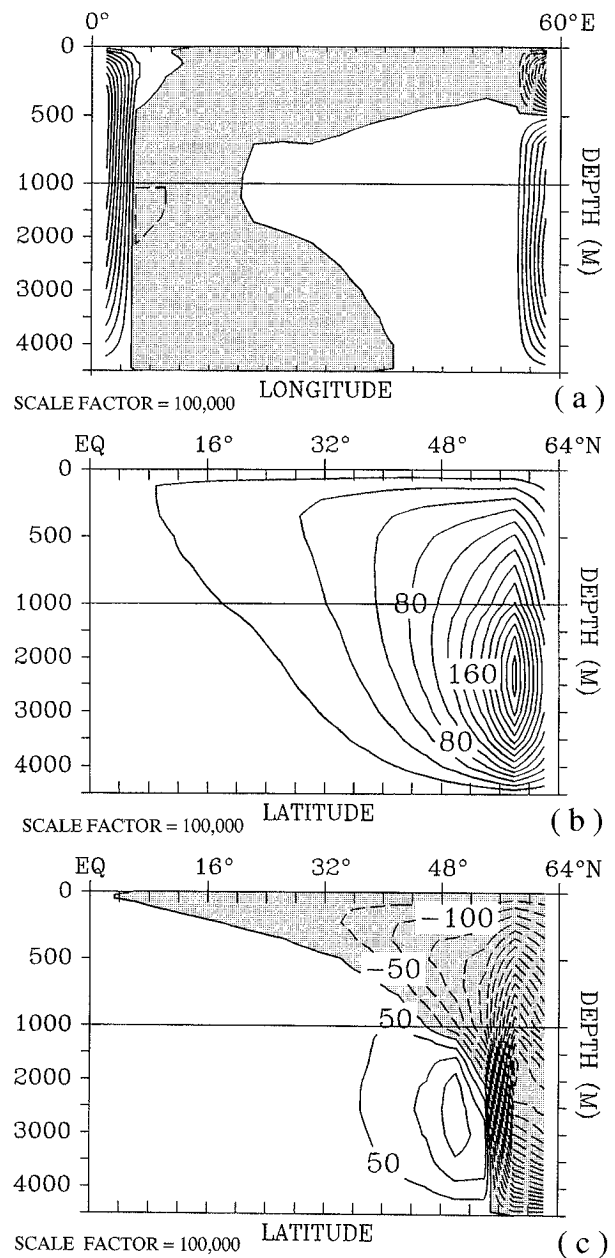 0° 60°E
0
500
1000
2000
3000
4000
DEPTH (M)
LONGITUDE
SCALE FACTOR = 100,000
(a)
EQ 16° 32° 48° 64°N
0
500
1000
2000
3000
4000
80
160
80
DEPTH (M)
LATITUDE
SCALE FACTOR = 100,000
(b)
EQ 16° 32° 48° 64°N
0
500
1000
2000
3000
4000
-100
-50
50
50
DEPTH (M)
LATITUDE
SCALE FACTOR = 100,000
(c)